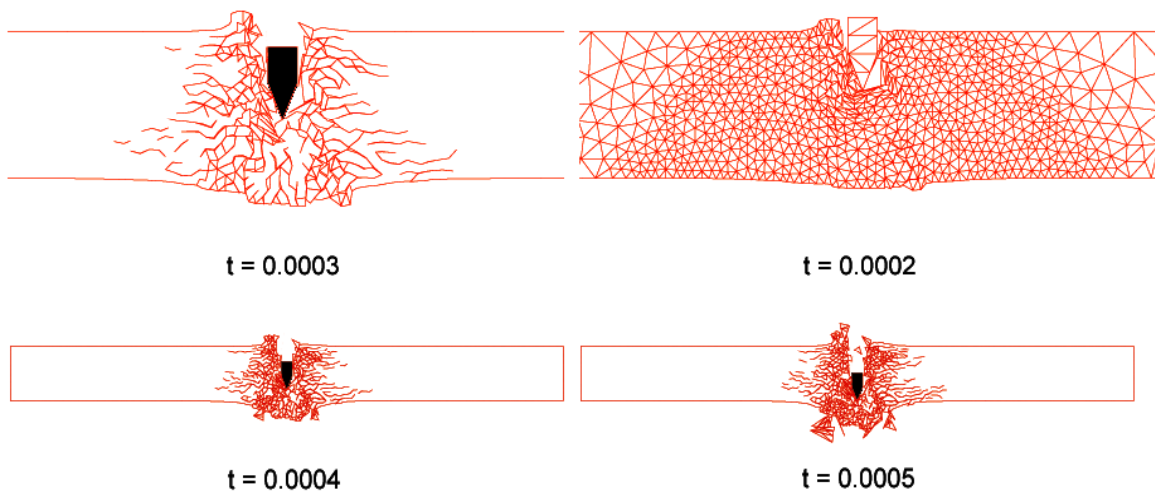 t = 0.0003
t = 0.0002
t = 0.0004
t = 0.0005